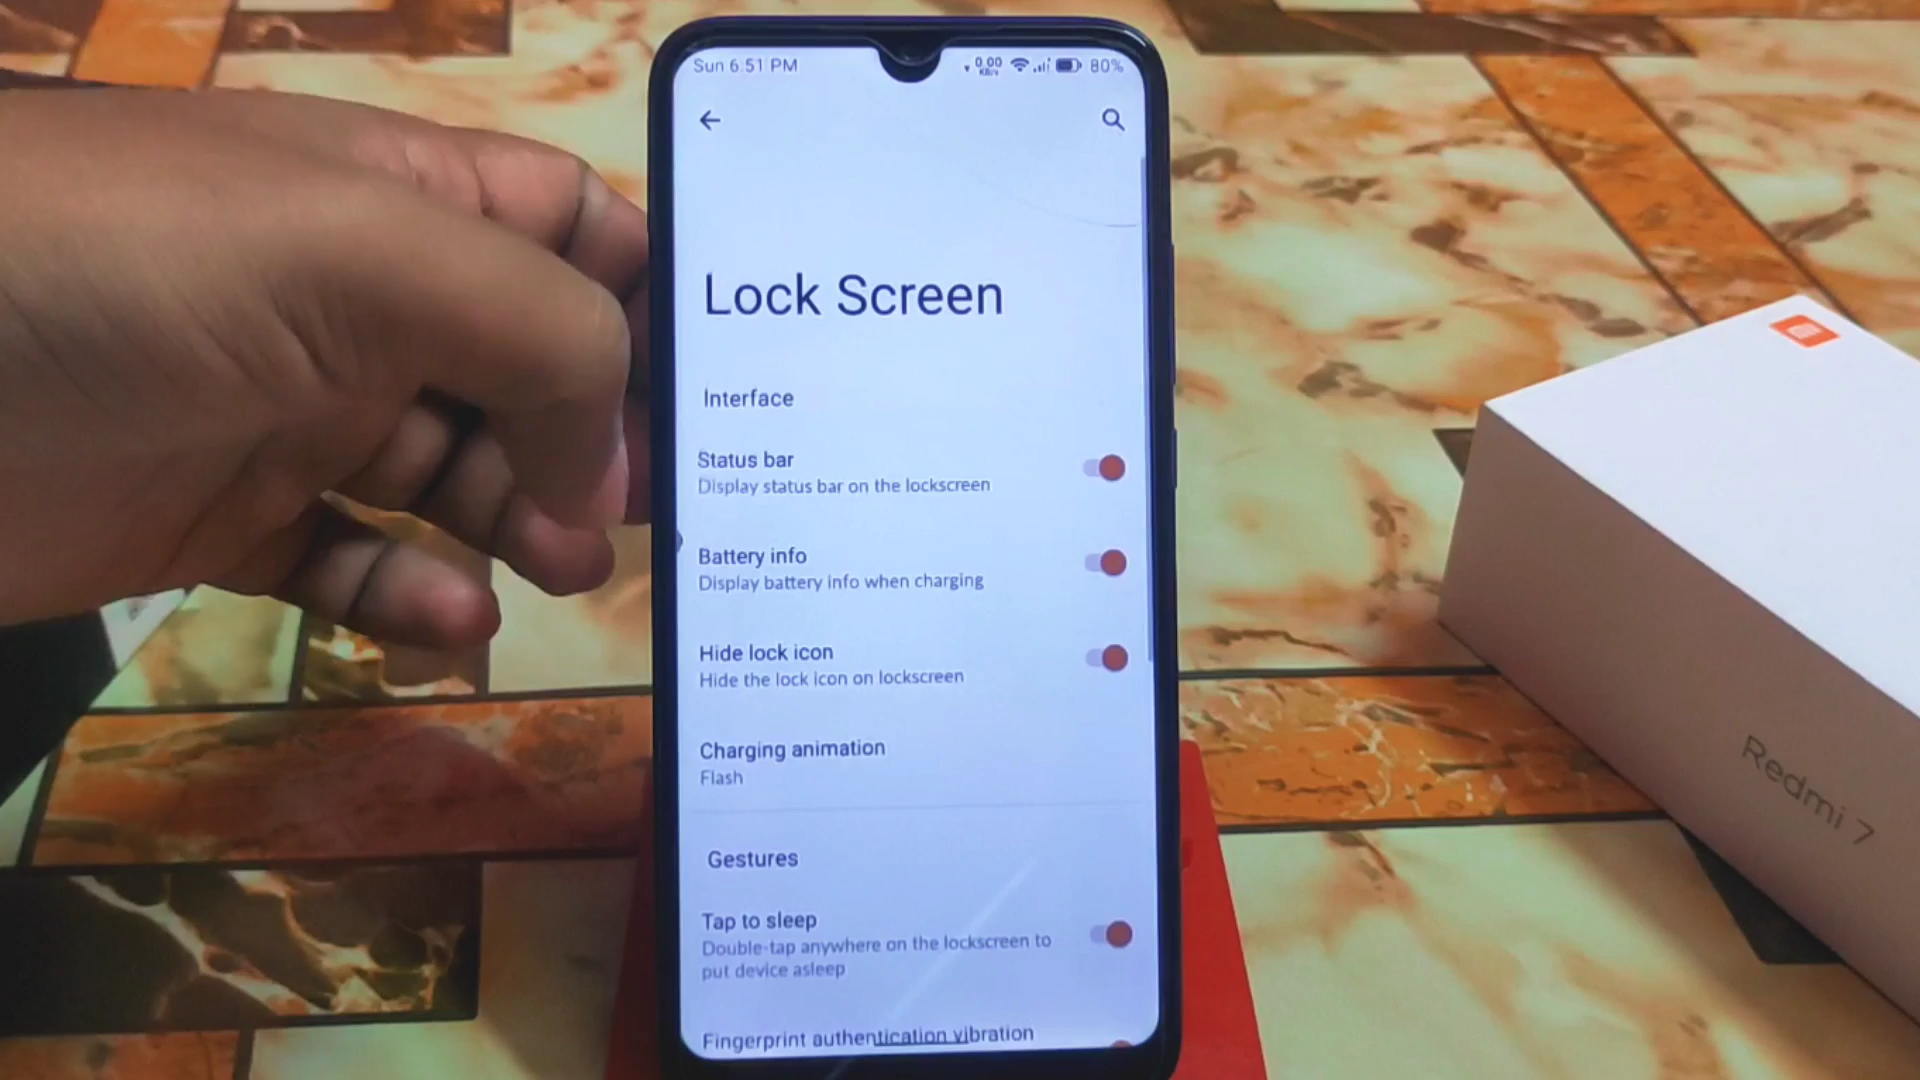 Sun 6:51 PM
0.00
KB/s
80%
Lock Screen
Interface
Status bar
Display status bar on the lockscreen
Battery info
Display battery info when charging
Hide lock icon
Hide the lock icon on lockscreen
Charging animation
Flash
Gestures
Tap to sleep
Double-tap anywhere on the lockscreen to
put device asleep
Fingerprint authentication vibration
Redmi 7